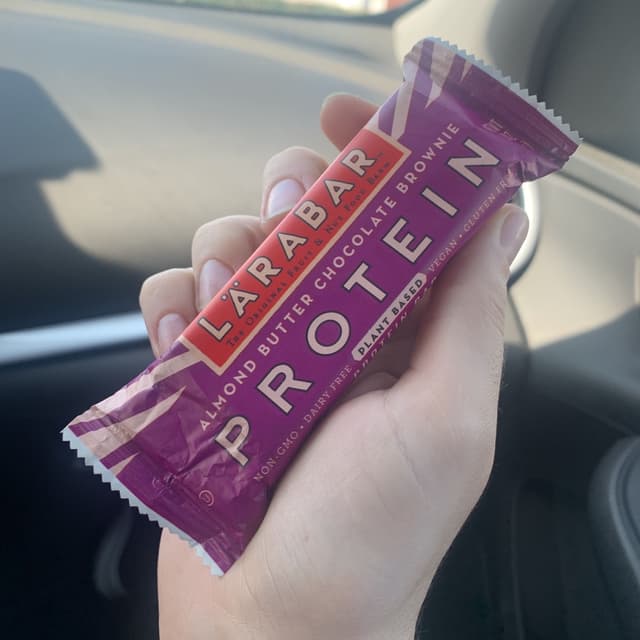 LÄRABAR
The Original Fruit & Nut Food Bar
ALMOND BUTTER CHOCOLATE BROWNIE
PROTEIN
PLANT BASED
NON-GMO • DAIRY FREE
VEGAN • GLUTEN FR